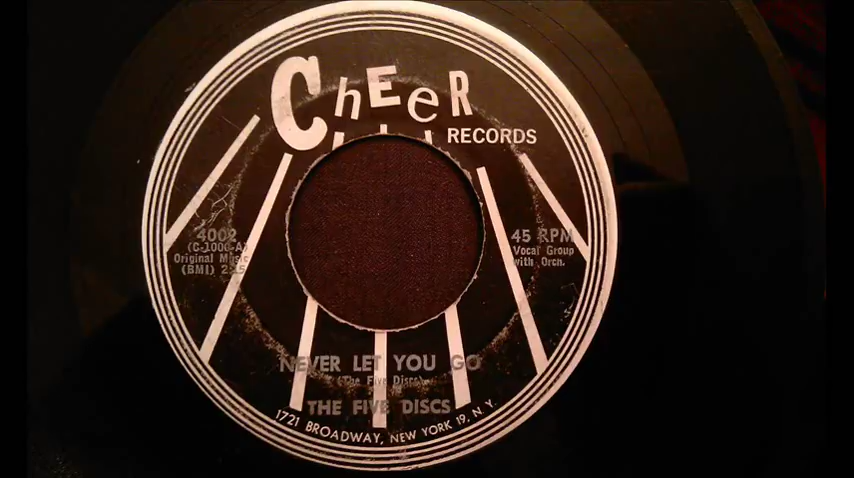 CHEER
RECORDS
4002
(C-1000-A)
Original Music
(BMI) 2:15
45 RPM
Vocal Group
with Orch.
NEVER LET YOU GO
(The Five Discs)
THE FIVE DISCS
1721 BROADWAY, NEW YORK 19, N. Y.